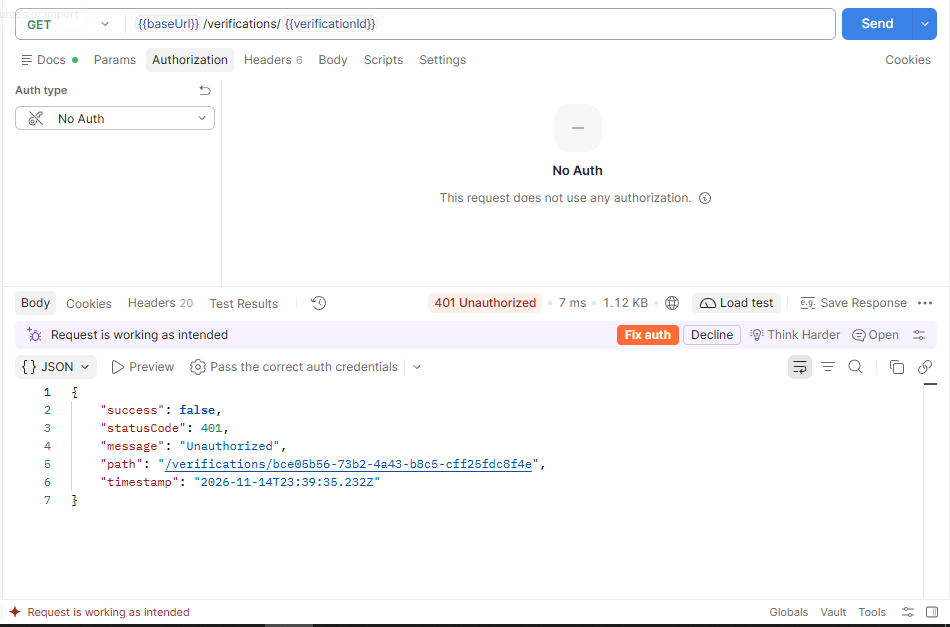 GET {{baseUrl}} /verifications/ {{verificationId}} Send
Docs Params Authorization Headers 6 Body Scripts Settings Cookies
Auth type
No Auth
No Auth
This request does not use any authorization.
Body Cookies Headers 20 Test Results 401 Unauthorized 7 ms 1.12 KB Load test e.g. Save Response
Request is working as intended Fix auth Decline Think Harder Open
{} JSON Preview Pass the correct auth credentials
1 {
2 "success": false,
3 "statusCode": 401,
4 "message": "Unauthorized",
5 "path": "/verifications/bce05b56-73b2-4a43-b8c5-cff25fdc8f4e",
6 "timestamp": "2026-11-14T23:39:35.232Z"
7 }
Request is working as intended Globals Vault Tools